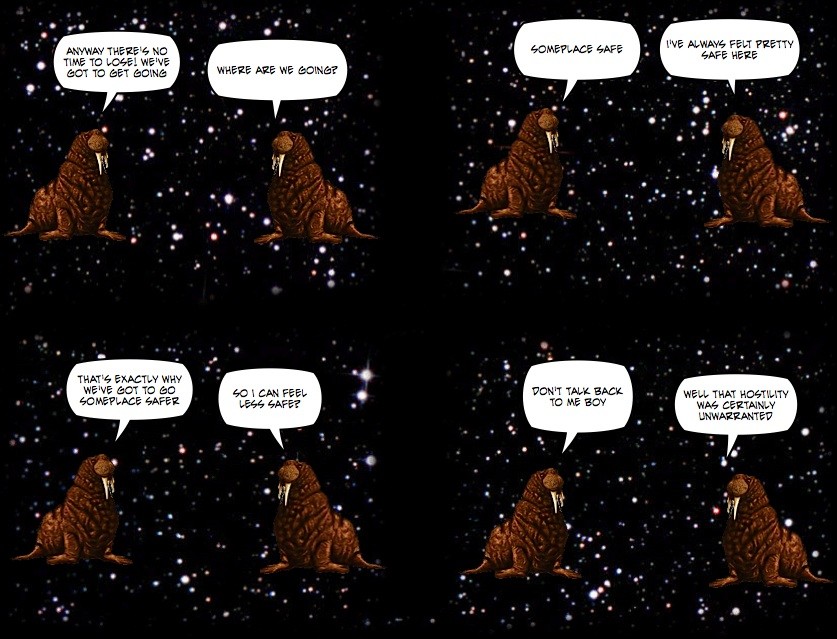 ANYWAY THERE'S NO
TIME TO LOSE! WE'VE
GOT TO GET GOING
WHERE ARE WE GOING?
SOMEPLACE SAFE
I'VE ALWAYS FELT PRETTY
SAFE HERE
THAT'S EXACTLY WHY
WE'VE GOT TO GO
SOMEPLACE SAFER
SO I CAN FEEL
LESS SAFE?
DON'T TALK BACK
TO ME BOY
WELL THAT HOSTILITY
WAS CERTAINLY
UNWARRANTED